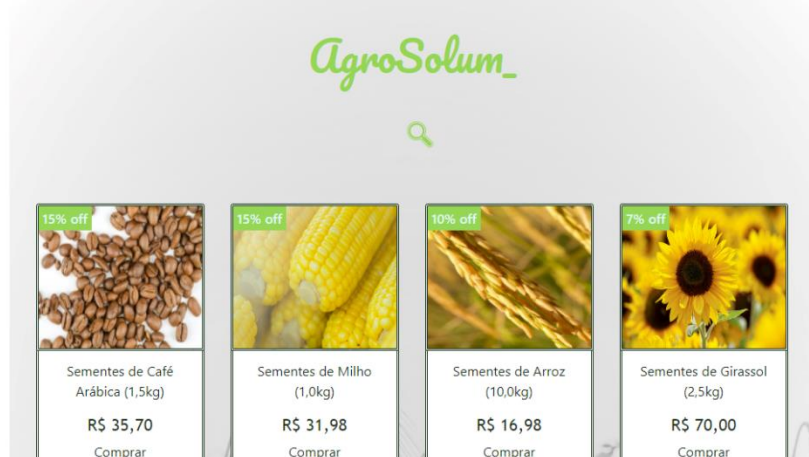 AgroSolum_
15% off
15% off
10% off
7% off
Sementes de Café
Arábica (1,5kg)
R$ 35,70
Comprar
Sementes de Milho
(1,0kg)
R$ 31,98
Comprar
Sementes de Arroz
(10,0kg)
R$ 16,98
Comprar
Sementes de Girassol
(2,5kg)
R$ 70,00
Comprar